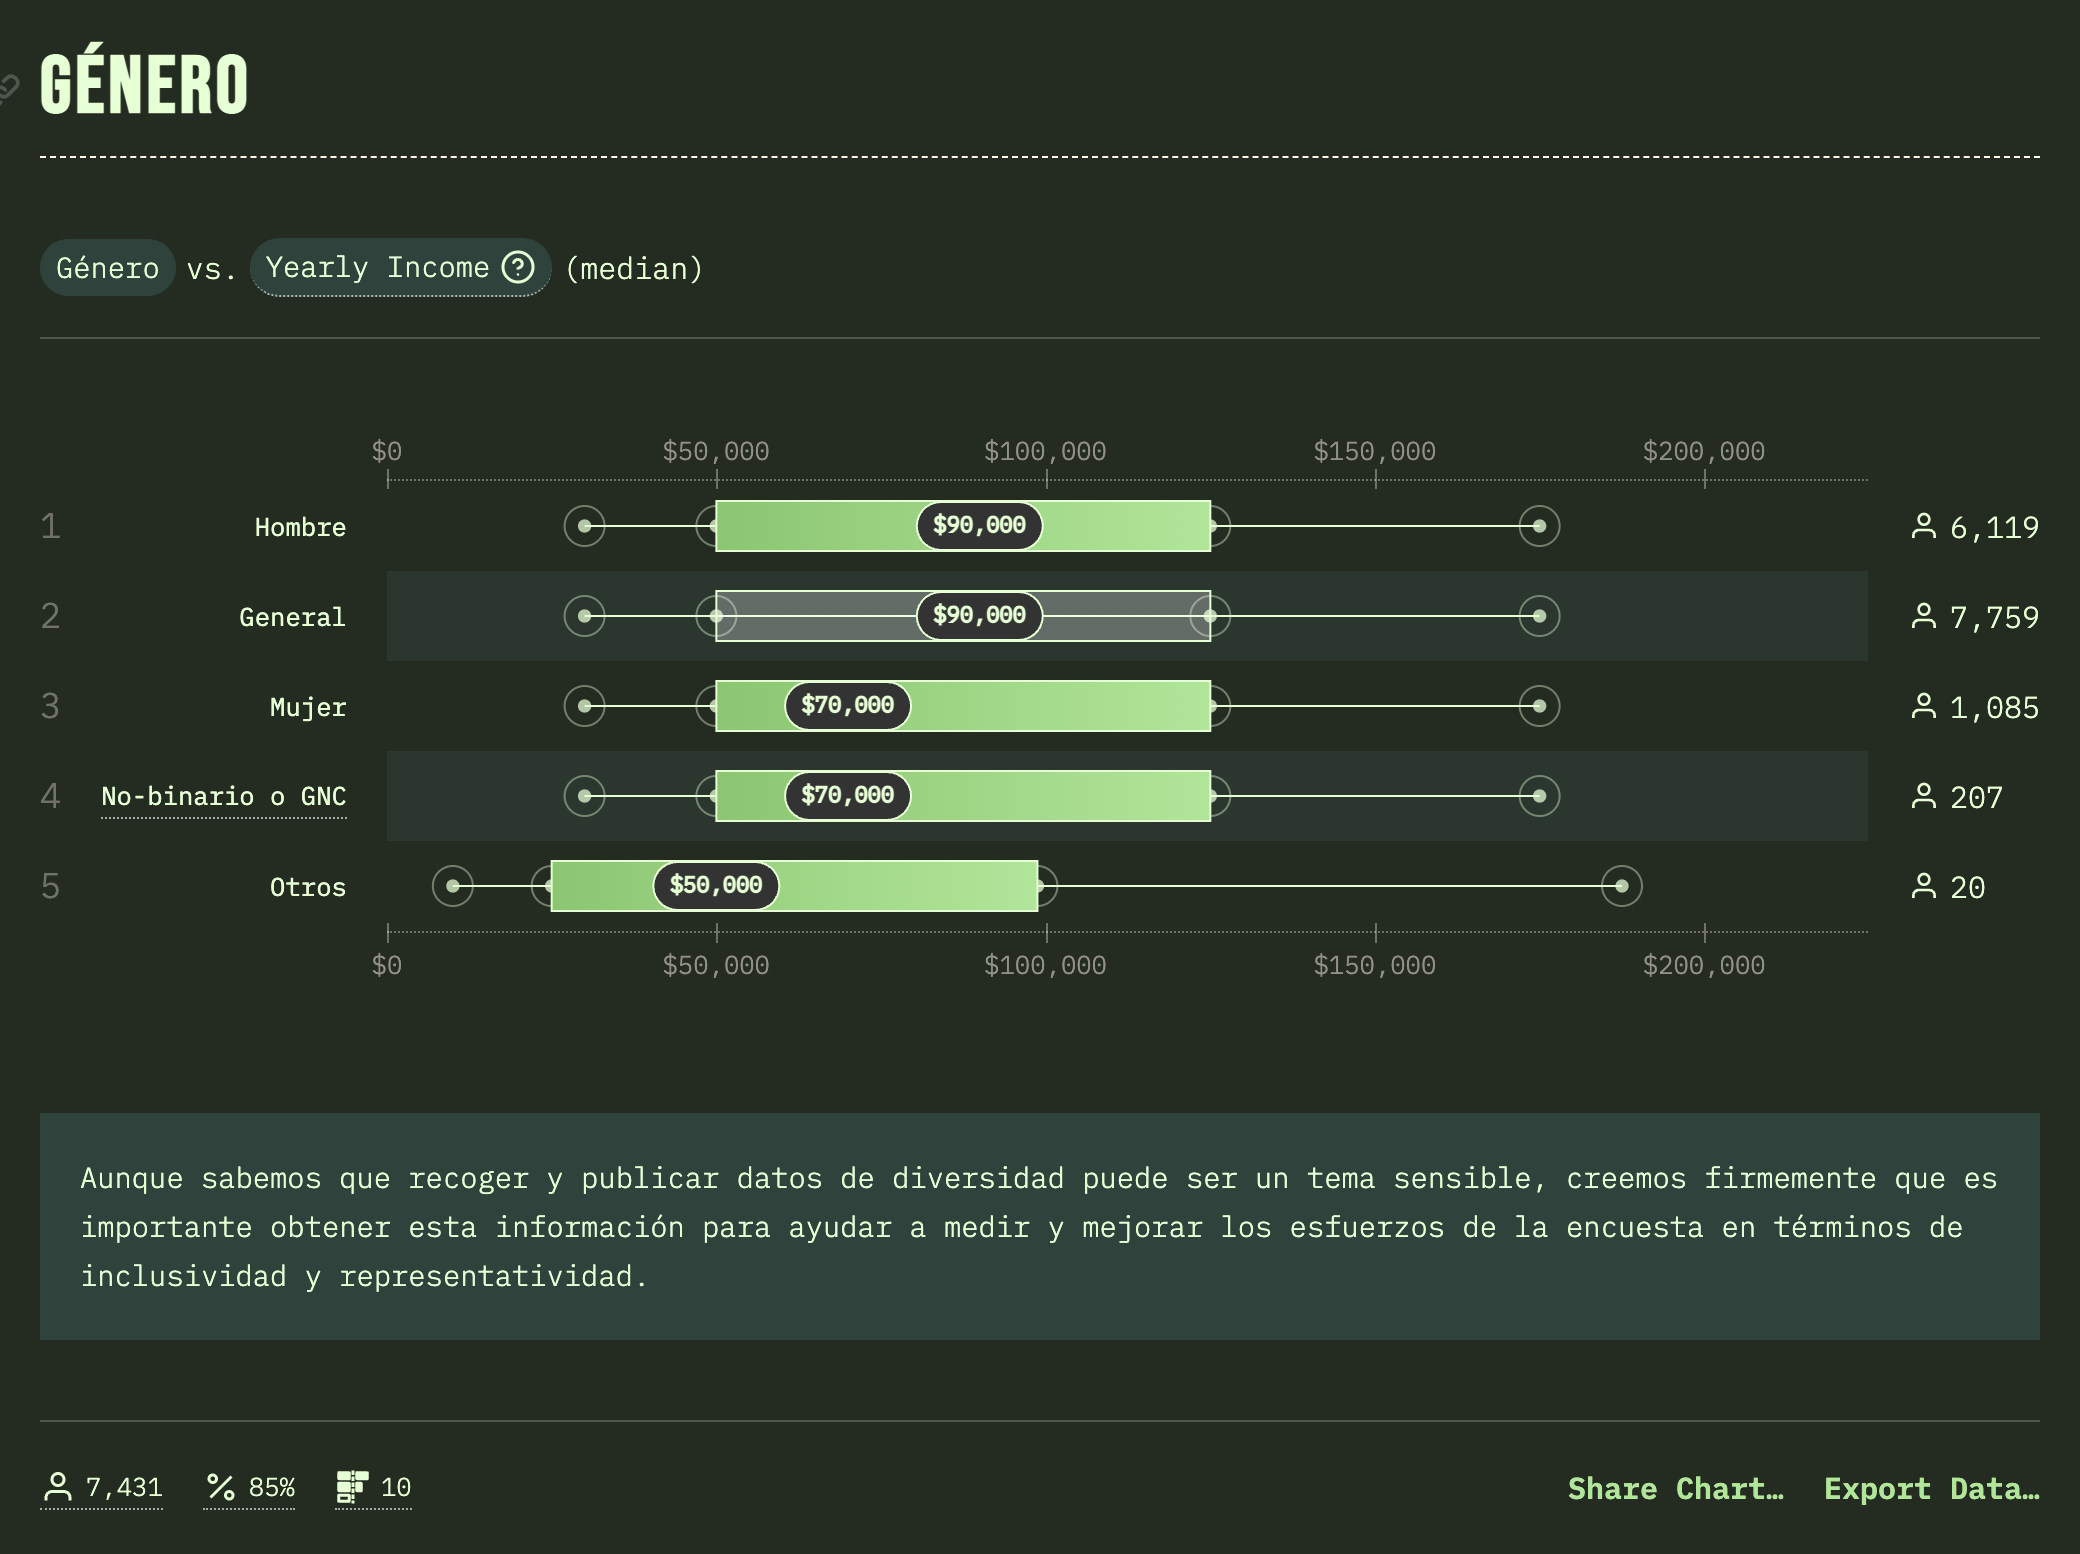 GÉNERO
Género vs. Yearly Income (median)
$0 $50,000 $100,000 $150,000 $200,000
1 Hombre $90,000 6,119
2 General $90,000 7,759
3 Mujer $70,000 1,085
4 No-binario o GNC $70,000 207
5 Otros $50,000 20
$0 $50,000 $100,000 $150,000 $200,000
Aunque sabemos que recoger y publicar datos de diversidad puede ser un tema sensible, creemos firmemente que es
importante obtener esta información para ayudar a medir y mejorar los esfuerzos de la encuesta en términos de
inclusividad y representatividad.
7,431 85% 10 Share Chart… Export Data…